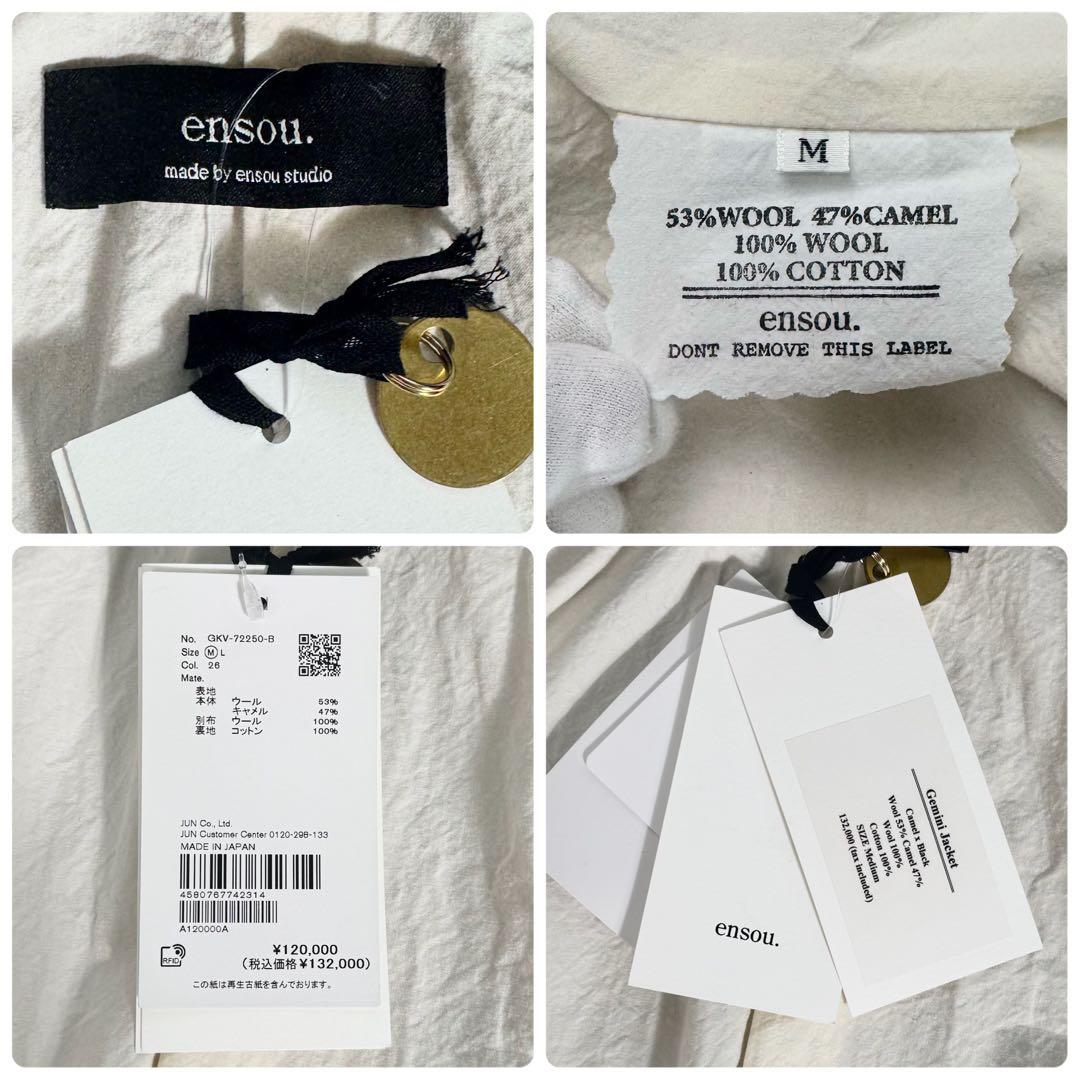 ensou.
made by ensou studio
M
53%WOOL 47%CAMEL
100% WOOL
100% COTTON
ensou.
DONT REMOVE THIS LABEL
No. GKV-72250-B
Size M L
Col. 26
Mate.
表地
本体 ウール 53%
キャメル 47%
別布 ウール 100%
裏地 コットン 100%
JUN Co., Ltd.
JUN Customer Center 0120-298-133
MADE IN JAPAN
4580767742314
A120000A
RFID
¥120,000
(税込価格¥132,000)
この紙は再生古紙を含んでおります。
ensou.
Gemini Jacket
Camel x Black
Wool 53% Camel 47%
Wool 100%
Cotton 100%
SIZE Medium
132,000 (tax included)